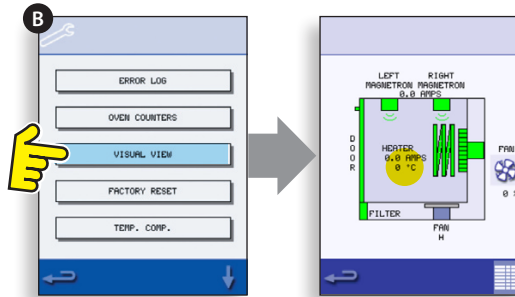 B
ERROR LOG
OVEN COUNTERS
VISUAL VIEW
FACTORY RESET
TEMP. COMP.
LEFT RIGHT
MAGNETRON MAGNETRON
0.0 AMPS
DOOR
HEATER
0.0 AMPS
0 °C
FILTER
FAN
H
FAN
0